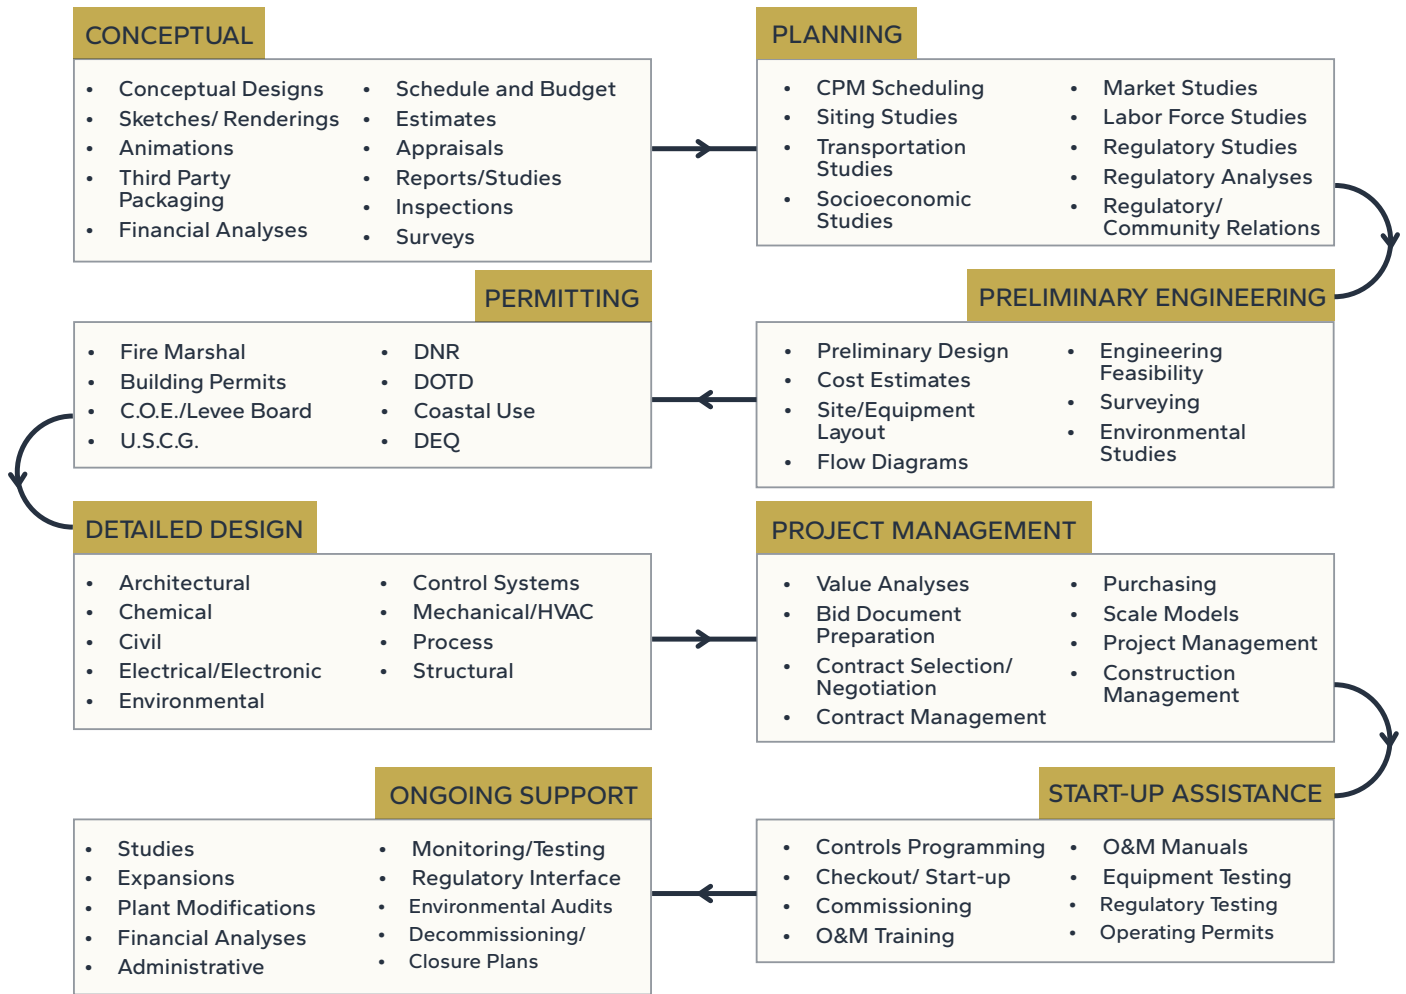 CONCEPTUAL
• Conceptual Designs
• Sketches/ Renderings
• Animations
• Third Party
Packaging
• Financial Analyses
• Schedule and Budget
• Estimates
• Appraisals
• Reports/Studies
• Inspections
• Surveys
PLANNING
• CPM Scheduling
• Siting Studies
• Transportation
Studies
• Socioeconomic
Studies
• Market Studies
• Labor Force Studies
• Regulatory Studies
• Regulatory Analyses
• Regulatory/
Community Relations
PRELIMINARY ENGINEERING
• Preliminary Design
• Cost Estimates
• Site/Equipment
Layout
• Flow Diagrams
• Engineering
Feasibility
• Surveying
• Environmental
Studies
PERMITTING
• Fire Marshal
• Building Permits
• C.O.E./Levee Board
• U.S.C.G.
• DNR
• DOTD
• Coastal Use
• DEQ
DETAILED DESIGN
• Architectural
• Chemical
• Civil
• Electrical/Electronic
• Environmental
• Control Systems
• Mechanical/HVAC
• Process
• Structural
PROJECT MANAGEMENT
• Value Analyses
• Bid Document
Preparation
• Contract Selection/
Negotiation
• Contract Management
• Purchasing
• Scale Models
• Project Management
• Construction
Management
START-UP ASSISTANCE
• Controls Programming
• Checkout/ Start-up
• Commissioning
• O&M Training
• O&M Manuals
• Equipment Testing
• Regulatory Testing
• Operating Permits
ONGOING SUPPORT
• Studies
• Expansions
• Plant Modifications
• Financial Analyses
• Administrative
• Monitoring/Testing
• Regulatory Interface
• Environmental Audits
• Decommissioning/
• Closure Plans